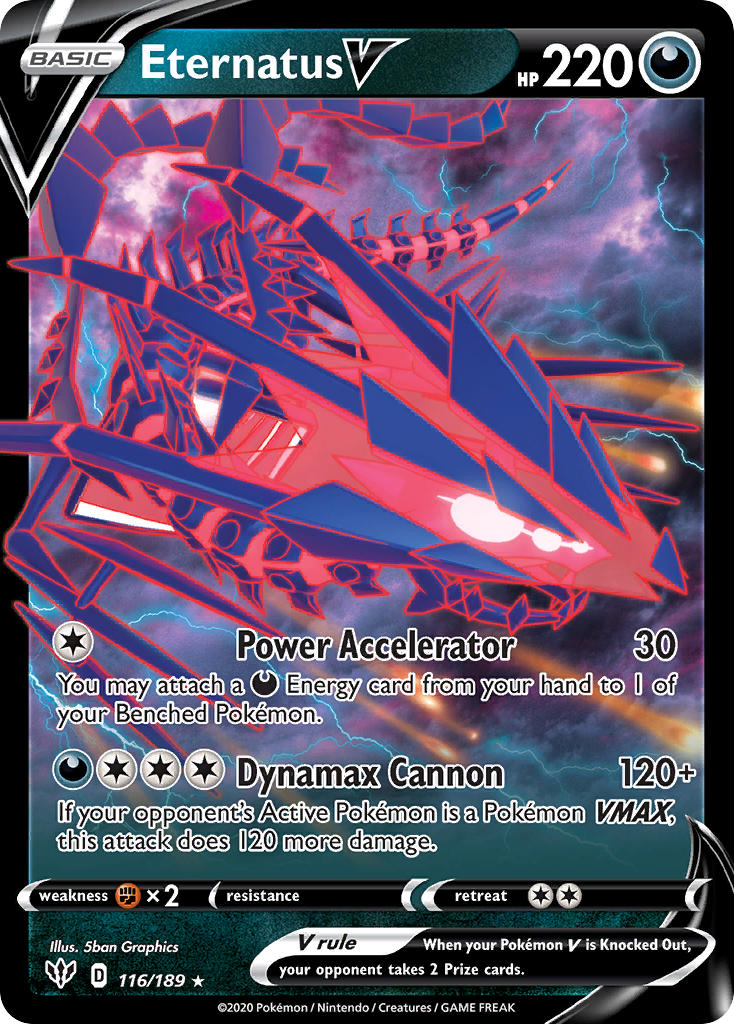 BASIC Eternatus V HP 220
Power Accelerator 30
You may attach a Energy card from your hand to 1 of
your Benched Pokémon.
Dynamax Cannon 120+
If your opponent's Active Pokémon is a Pokémon VMAX,
this attack does 120 more damage.
weakness ×2 resistance retreat
Illus. 5ban Graphics
V rule When your Pokémon V is Knocked Out,
your opponent takes 2 Prize cards.
D 116/189 ★
©2020 Pokémon / Nintendo / Creatures / GAME FREAK